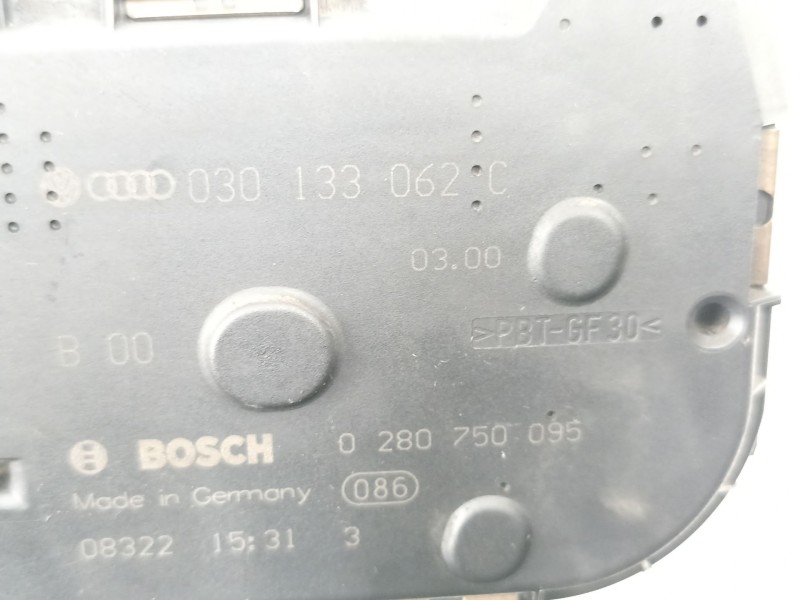 030 133 062 C
03.00
>PBT-GF30<
B 00
BOSCH 0 280 750 095
Made in Germany 086
08322 15:31 3